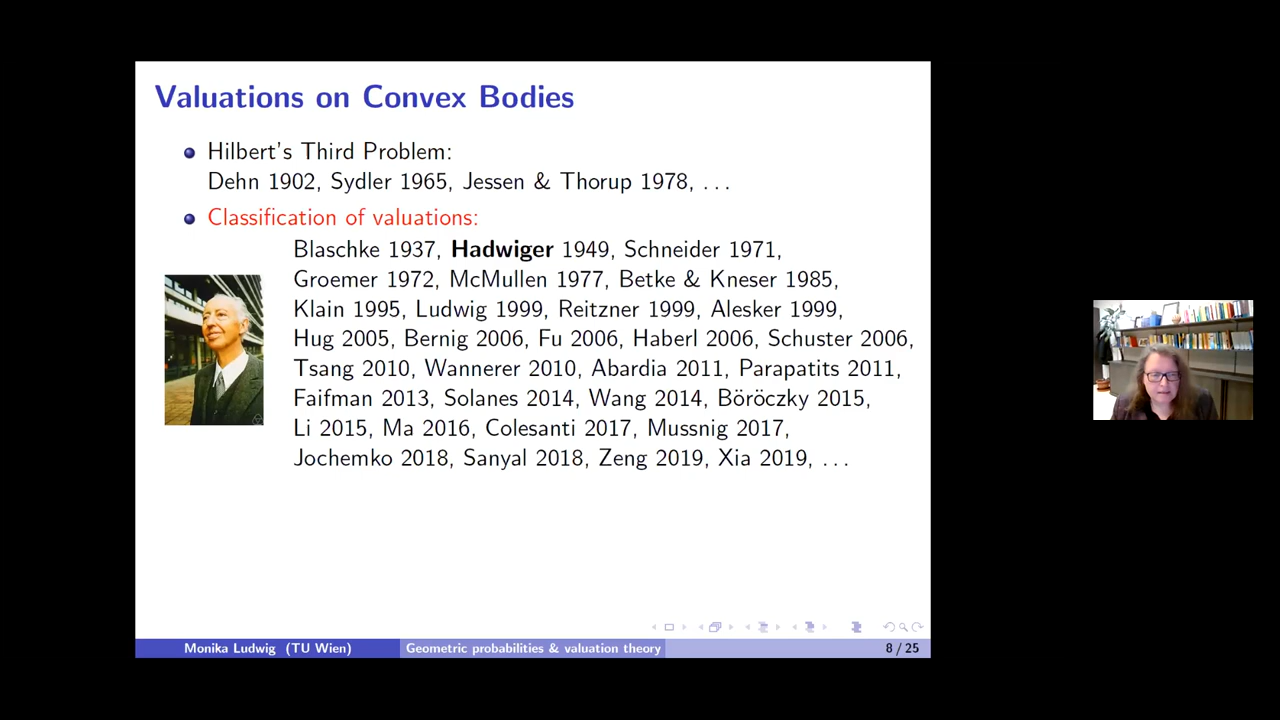 Valuations on Convex Bodies
Hilbert's Third Problem:
Dehn 1902, Sydler 1965, Jessen & Thorup 1978, . . .
Classification of valuations:
Blaschke 1937, Hadwiger 1949, Schneider 1971,
Groemer 1972, McMullen 1977, Betke & Kneser 1985,
Klain 1995, Ludwig 1999, Reitzner 1999, Alesker 1999,
Hug 2005, Bernig 2006, Fu 2006, Haberl 2006, Schuster 2006,
Tsang 2010, Wannerer 2010, Abardia 2011, Parapatits 2011,
Faifman 2013, Solanes 2014, Wang 2014, Böröczky 2015,
Li 2015, Ma 2016, Colesanti 2017, Mussnig 2017,
Jochemko 2018, Sanyal 2018, Zeng 2019, Xia 2019, . . .
Monika Ludwig (TU Wien)
Geometric probabilities & valuation theory
8 / 25